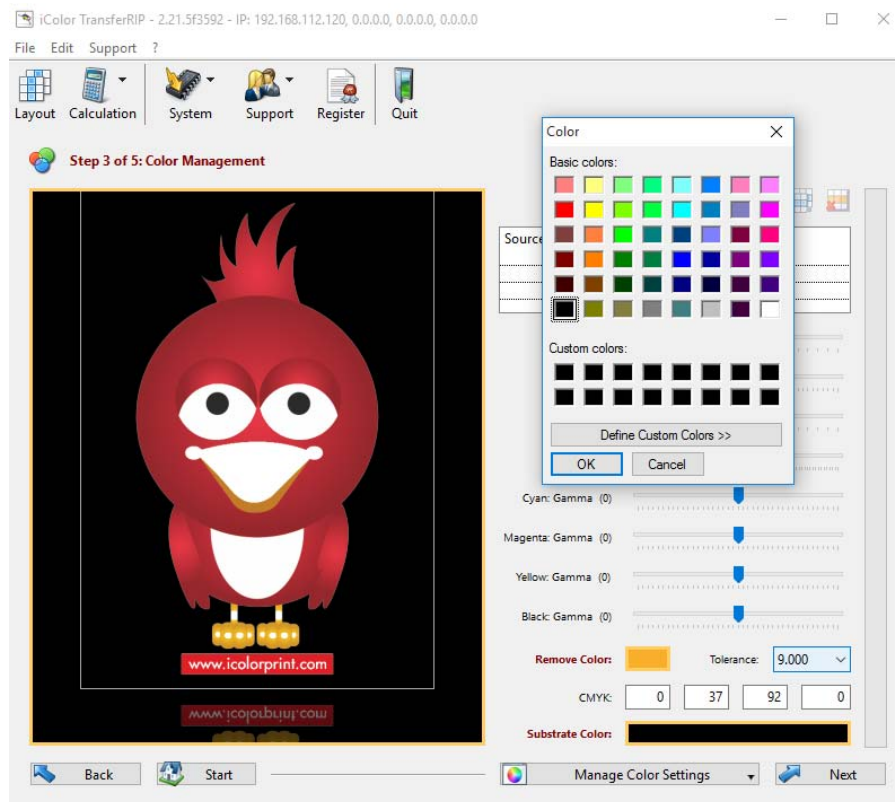 iColor TransferRIP - 2.21.5f3592 - IP: 192.168.112.120, 0.0.0.0, 0.0.0.0, 0.0.0.0
File Edit Support ?
Layout Calculation System Support Register Quit
Step 3 of 5: Color Management
Color
Basic colors:
Source
Custom colors:
Define Custom Colors >>
OK Cancel
Cyan: Gamma (0)
Magenta: Gamma (0)
Yellow: Gamma (0)
Black: Gamma (0)
www.icolorprint.com
Remove Color: Tolerance: 9.000
CMYK: 0 37 92 0
www.icolorprint.com
Substrate Color:
Back Start Manage Color Settings Next